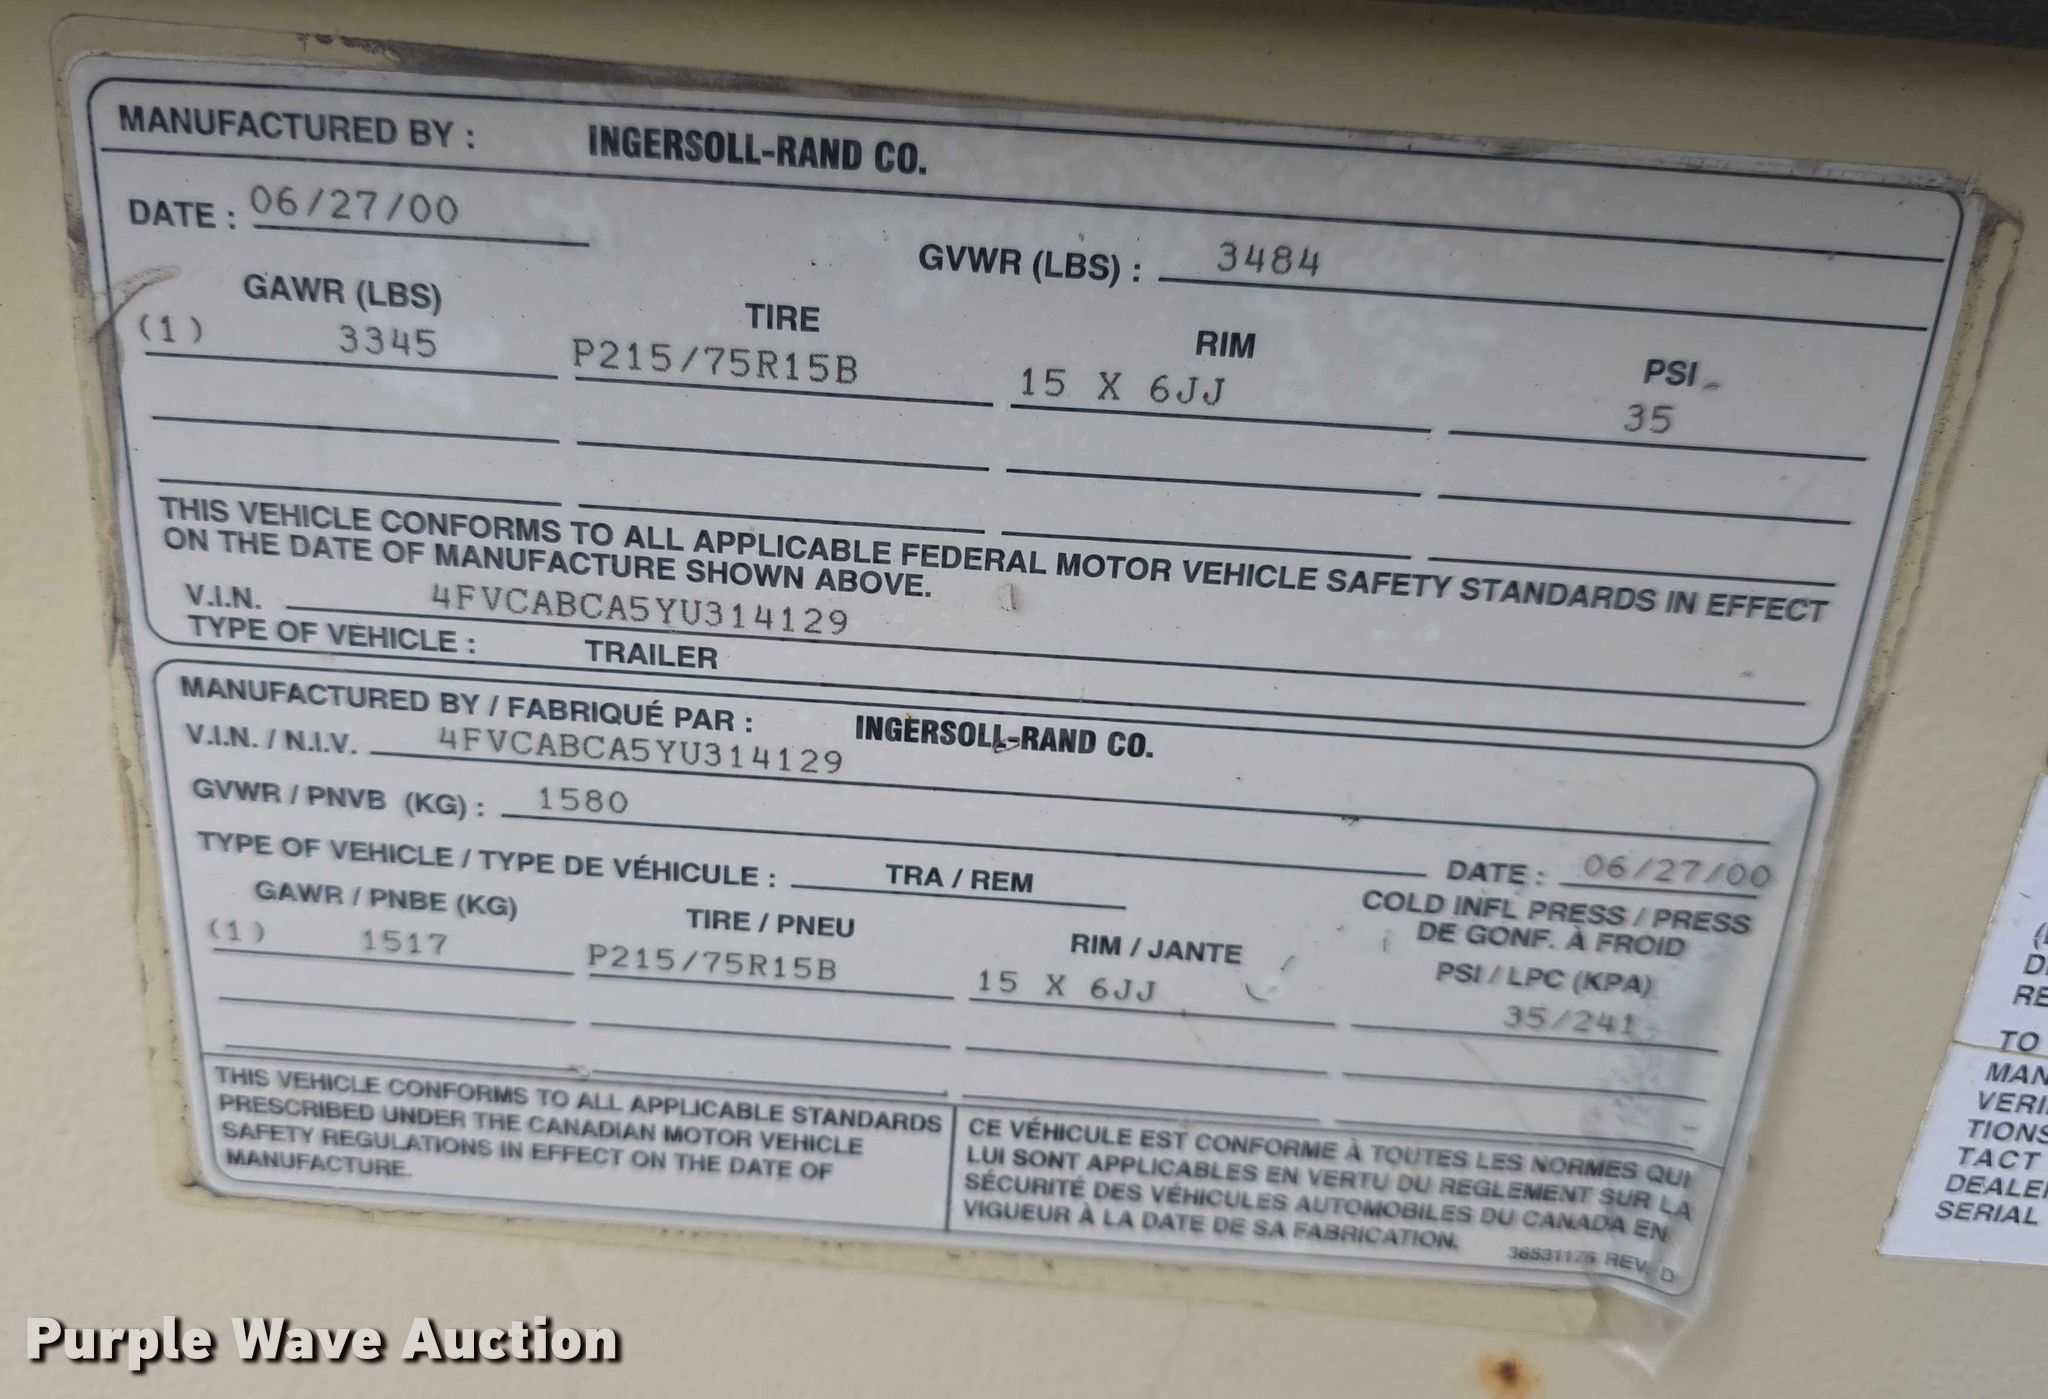 MANUFACTURED BY : INGERSOLL-RAND CO.
DATE : 06/27/00
GVWR (LBS) : 3484
GAWR (LBS) TIRE RIM PSI
(1) 3345 P215/75R15B 15 X 6JJ 35
THIS VEHICLE CONFORMS TO ALL APPLICABLE FEDERAL MOTOR VEHICLE SAFETY STANDARDS IN EFFECT
ON THE DATE OF MANUFACTURE SHOWN ABOVE.
V.I.N. 4FVCABCA5YU314129
TYPE OF VEHICLE : TRAILER
MANUFACTURED BY / FABRIQUÉ PAR : INGERSOLL-RAND CO.
V.I.N. / N.I.V. 4FVCABCA5YU314129
GVWR / PNVB (KG) : 1580
DATE : 06/27/00
TYPE OF VEHICLE / TYPE DE VÉHICULE : TRA / REM
COLD INFL PRESS / PRESS
DE GONF. À FROID
GAWR / PNBE (KG) TIRE / PNEU RIM / JANTE PSI / LPC (KPA)
(1) 1517 P215/75R15B 15 X 6JJ 35/241
THIS VEHICLE CONFORMS TO ALL APPLICABLE STANDARDS
PRESCRIBED UNDER THE CANADIAN MOTOR VEHICLE
SAFETY REGULATIONS IN EFFECT ON THE DATE OF
MANUFACTURE.
CE VÉHICULE EST CONFORME À TOUTES LES NORMES QUI
LUI SONT APPLICABLES EN VERTU DU REGLEMENT SUR LA
SÉCURITÉ DES VÉHICULES AUTOMOBILES DU CANADA EN
VIGUEUR À LA DATE DE SA FABRICATION.
36531176 REV. D
TO
TACT
SERIAL
Purple Wave Auction